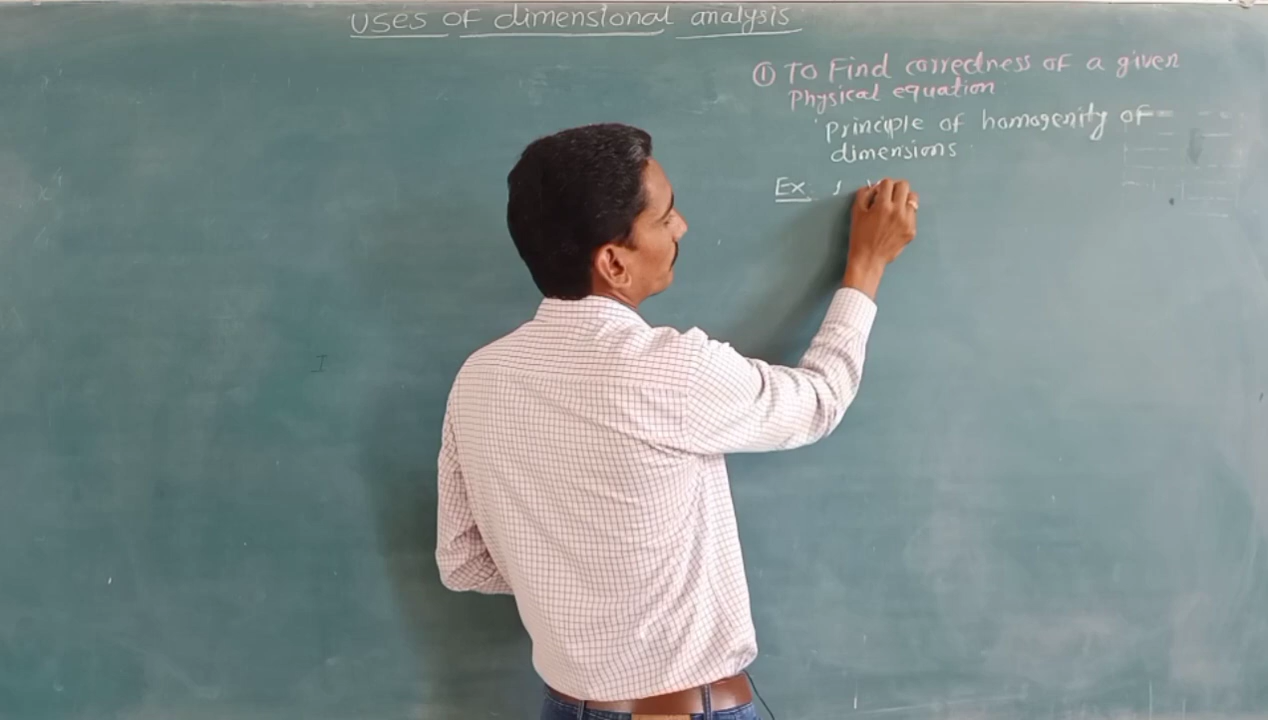 Uses of dimensional analysis
① To Find correctness of a given
Physical equation
Principle of homogenity of
dimensions
Ex. 1